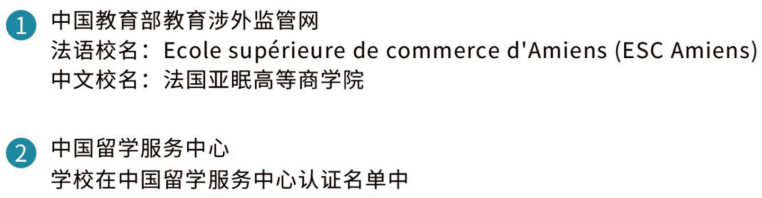 1 中国教育部教育涉外监管网
法语校名：Ecole supérieure de commerce d'Amiens (ESC Amiens)
中文校名：法国亚眠高等商学院
2 中国留学服务中心
学校在中国留学服务中心认证名单中